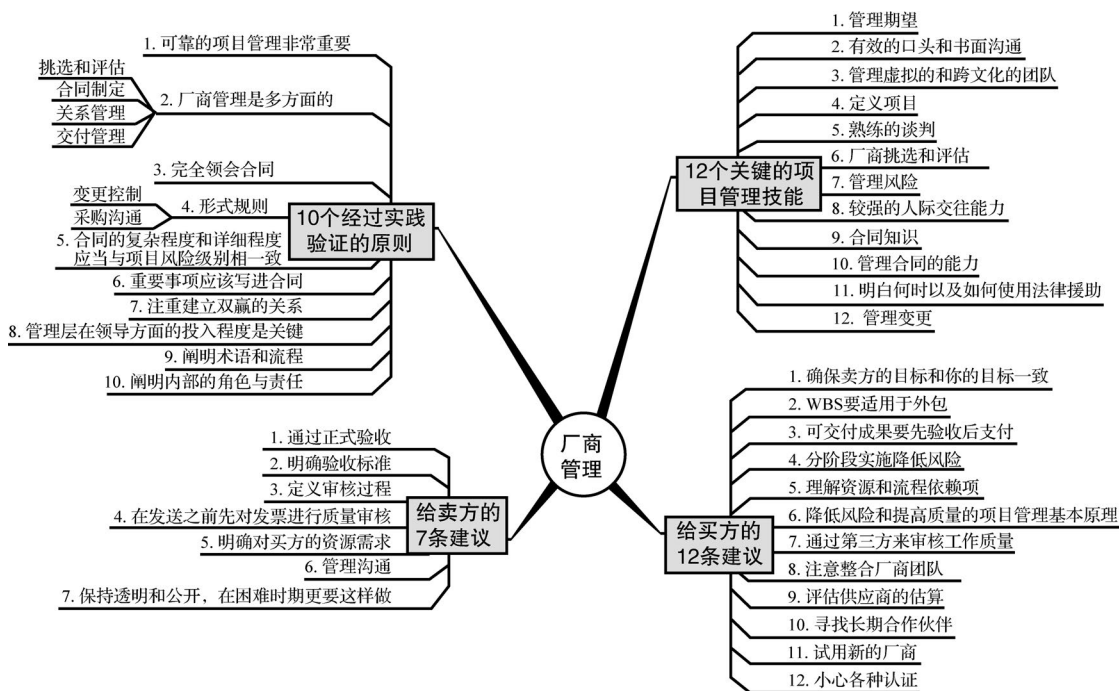 厂商
管理
10个经过实践
验证的原则
1. 可靠的项目管理非常重要
2. 厂商管理是多方面的
挑选和评估
合同制定
关系管理
交付管理
3. 完全领会合同
4. 形式规则
变更控制
采购沟通
5. 合同的复杂程度和详细程度
应当与项目风险级别相一致
6. 重要事项应该写进合同
7. 注重建立双赢的关系
8. 管理层在领导方面的投入程度是关键
9. 阐明术语和流程
10. 阐明内部的角色与责任
12个关键的项
目管理技能
1. 管理期望
2. 有效的口头和书面沟通
3. 管理虚拟的和跨文化的团队
4. 定义项目
5. 熟练的谈判
6. 厂商挑选和评估
7. 管理风险
8. 较强的人际交往能力
9. 合同知识
10. 管理合同的能力
11. 明白何时以及如何使用法律援助
12. 管理变更
给卖方的
7条建议
1. 通过正式验收
2. 明确验收标准
3. 定义审核过程
4. 在发送之前先对发票进行质量审核
5. 明确对买方的资源需求
6. 管理沟通
7. 保持透明和公开，在困难时期更要这样做
给买方的
12条建议
1. 确保卖方的目标和你的目标一致
2. WBS要适用于外包
3. 可交付成果要先验收后支付
4. 分阶段实施降低风险
5. 理解资源和流程依赖项
6. 降低风险和提高质量的项目管理基本原理
7. 通过第三方来审核工作质量
8. 注意整合厂商团队
9. 评估供应商的估算
10. 寻找长期合作伙伴
11. 试用新的厂商
12. 小心各种认证